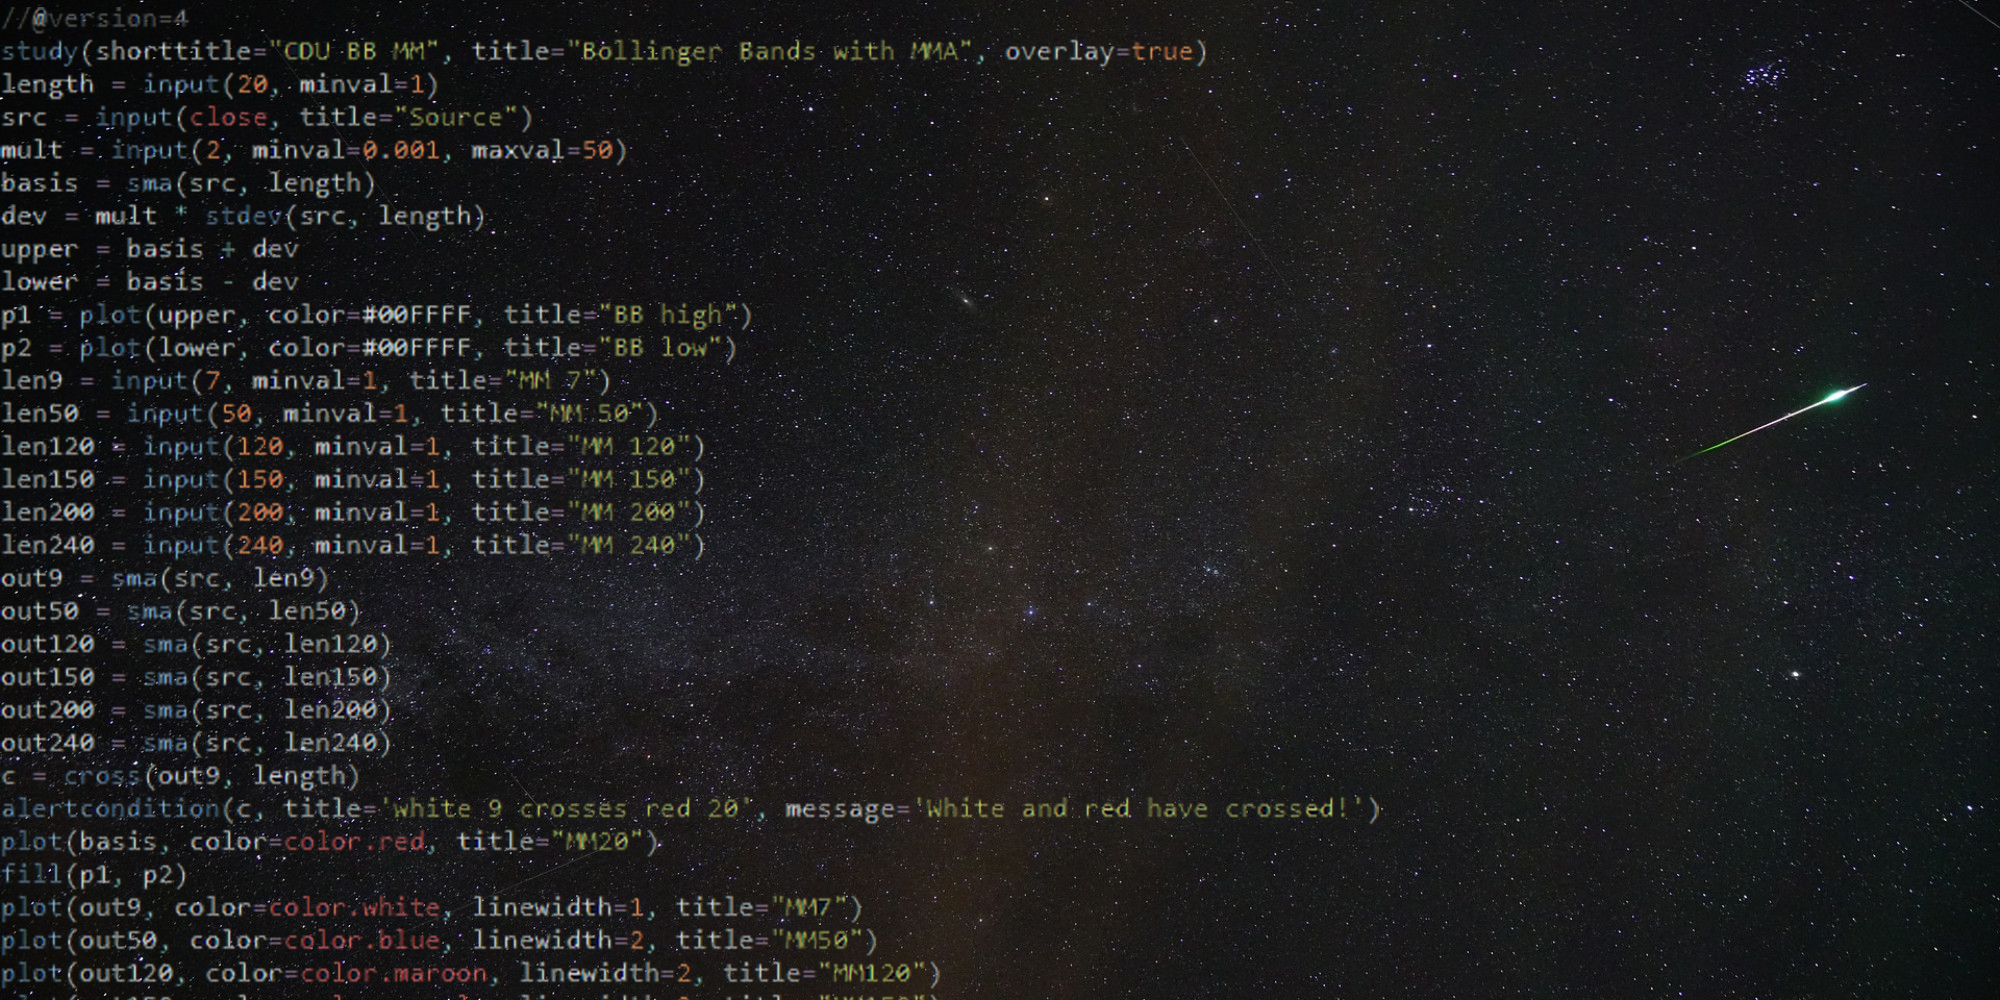 //@version=4
study(shorttitle="CDU BB MM", title="Bollinger Bands with MMA", overlay=true)
length = input(20, minval=1)
src = input(close, title="Source")
mult = input(2, minval=0.001, maxval=50)
basis = sma(src, length)
dev = mult * stdev(src, length)
upper = basis + dev
lower = basis - dev
p1 = plot(upper, color=#00FFFF, title="BB high")
p2 = plot(lower, color=#00FFFF, title="BB low")
len9 = input(7, minval=1, title="MM 7")
len50 = input(50, minval=1, title="MM 50")
len120 = input(120, minval=1, title="MM 120")
len150 = input(150, minval=1, title="MM 150")
len200 = input(200, minval=1, title="MM 200")
len240 = input(240, minval=1, title="MM 240")
out9 = sma(src, len9)
out50 = sma(src, len50)
out120 = sma(src, len120)
out150 = sma(src, len150)
out200 = sma(src, len200)
out240 = sma(src, len240)
c = cross(out9, length)
alertcondition(c, title='white 9 crosses red 20', message='White and red have crossed!')
plot(basis, color=color.red, title="MM20")
fill(p1, p2)
plot(out9, color=color.white, linewidth=1, title="MM7")
plot(out50, color=color.blue, linewidth=2, title="MM50")
plot(out120, color=color.maroon, linewidth=2, title="MM120")